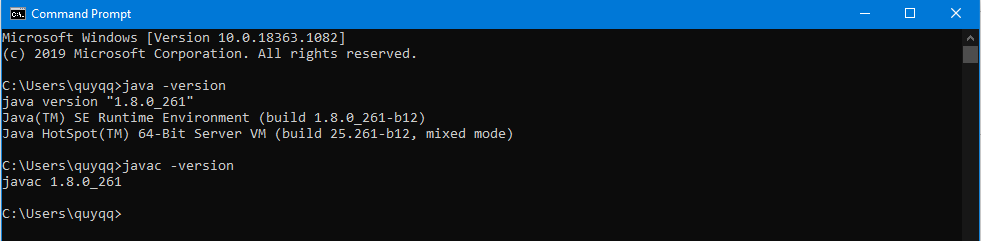 Command Prompt
Microsoft Windows [Version 10.0.18363.1082]
(c) 2019 Microsoft Corporation. All rights reserved.
C:\Users\quyqq>java -version
java version "1.8.0_261"
Java(TM) SE Runtime Environment (build 1.8.0_261-b12)
Java HotSpot(TM) 64-Bit Server VM (build 25.261-b12, mixed mode)
C:\Users\quyqq>javac -version
javac 1.8.0_261
C:\Users\quyqq>